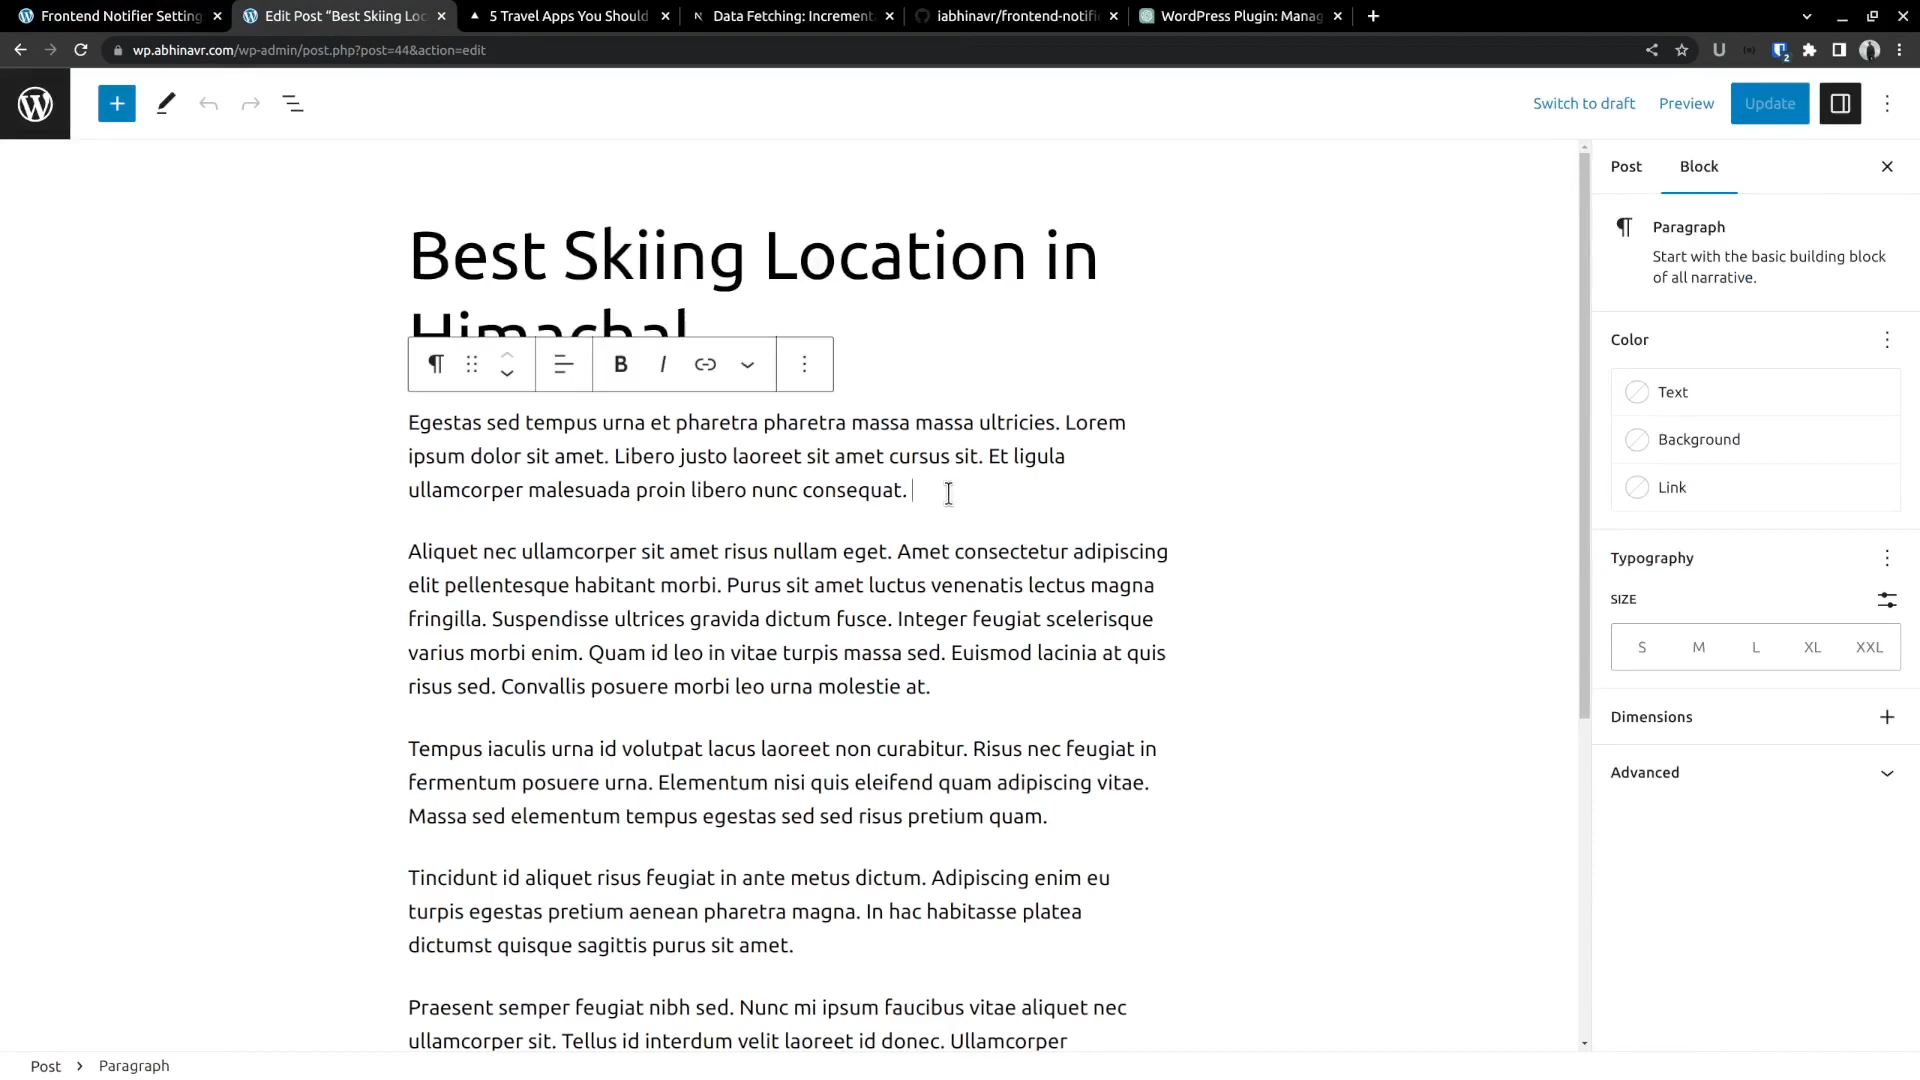 Frontend Notifier Setting
Edit Post “Best Skiing Loc
5 Travel Apps You Should
Data Fetching: Increment
iabhinavr/frontend-notifi
WordPress Plugin: Manag
wp.abhinavr.com/wp-admin/post.php?post=44&action=edit
U
2
Switch to draft
Preview
Update
Post
Block
Paragraph
Start with the basic building block
of all narrative.
Best Skiing Location in
Himachal
B
I
Color
Text
Background
Link
Egestas sed tempus urna et pharetra pharetra massa massa ultricies. Lorem
ipsum dolor sit amet. Libero justo laoreet sit amet cursus sit. Et ligula
ullamcorper malesuada proin libero nunc consequat.
Aliquet nec ullamcorper sit amet risus nullam eget. Amet consectetur adipiscing
elit pellentesque habitant morbi. Purus sit amet luctus venenatis lectus magna
fringilla. Suspendisse ultrices gravida dictum fusce. Integer feugiat scelerisque
varius morbi enim. Quam id leo in vitae turpis massa sed. Euismod lacinia at quis
risus sed. Convallis posuere morbi leo urna molestie at.
Typography
SIZE
S M L XL XXL
Dimensions
Advanced
Tempus iaculis urna id volutpat lacus laoreet non curabitur. Risus nec feugiat in
fermentum posuere urna. Elementum nisi quis eleifend quam adipiscing vitae.
Massa sed elementum tempus egestas sed sed risus pretium quam.
Tincidunt id aliquet risus feugiat in ante metus dictum. Adipiscing enim eu
turpis egestas pretium aenean pharetra magna. In hac habitasse platea
dictumst quisque sagittis purus sit amet.
Praesent semper feugiat nibh sed. Nunc mi ipsum faucibus vitae aliquet nec
ullamcorper sit. Tellus id interdum velit laoreet id donec. Ullamcorper
Post > Paragraph